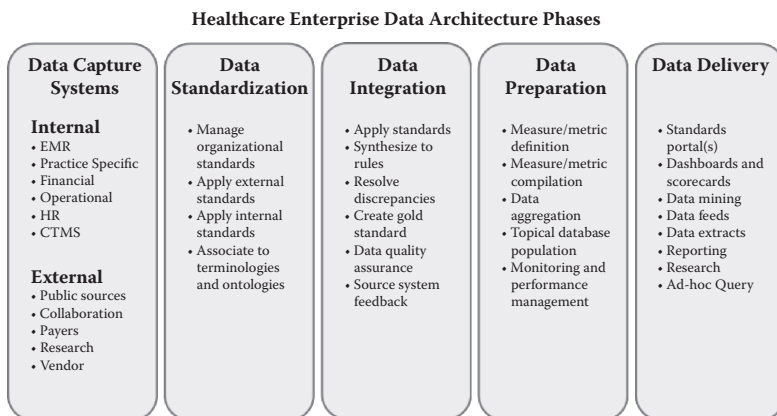 Healthcare Enterprise Data Architecture Phases
Data Capture
Systems
Internal
• EMR
• Practice Specific
• Financial
• Operational
• HR
• CTMS
External
• Public sources
• Collaboration
• Payers
• Research
• Vendor
Data
Standardization
• Manage
organizational
standards
• Apply external
standards
• Apply internal
standards
• Associate to
terminologies
and ontologies
Data
Integration
• Apply standards
• Synthesize to
rules
• Resolve
discrepancies
• Create gold
standard
• Data quality
assurance
• Source system
feedback
Data
Preparation
• Measure/metric
definition
• Measure/metric
compilation
• Data
aggregation
• Topical database
population
• Monitoring and
performance
management
Data Delivery
• Standards
portal(s)
• Dashboards and
scorecards
• Data mining
• Data feeds
• Data extracts
• Reporting
• Research
• Ad-hoc Query